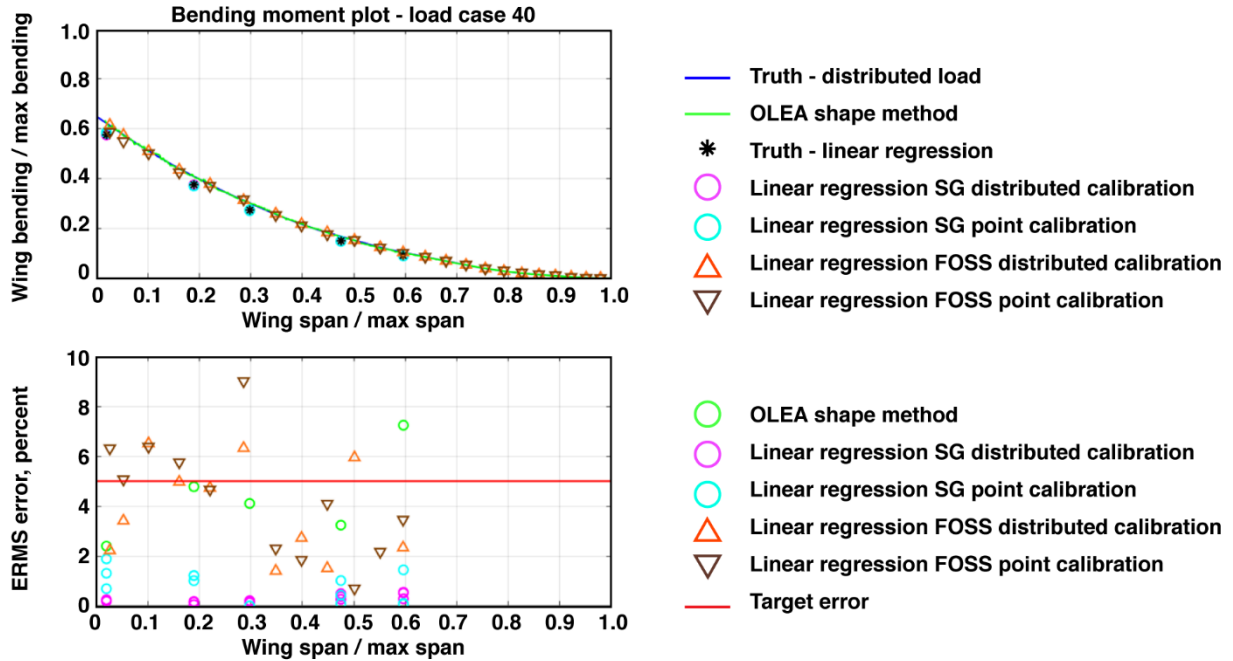 Bending moment plot - load case 40
Wing bending / max bending
1.0
0.8
0.6
0.4
0.2
0
0 0.1 0.2 0.3 0.4 0.5 0.6 0.7 0.8 0.9 1.0
Wing span / max span
Truth - distributed load
OLEA shape method
Truth - linear regression
Linear regression SG distributed calibration
Linear regression SG point calibration
Linear regression FOSS distributed calibration
Linear regression FOSS point calibration
ERMS error, percent
10
8
6
4
2
0
0 0.1 0.2 0.3 0.4 0.5 0.6 0.7 0.8 0.9 1.0
Wing span / max span
OLEA shape method
Linear regression SG distributed calibration
Linear regression SG point calibration
Linear regression FOSS distributed calibration
Linear regression FOSS point calibration
Target error